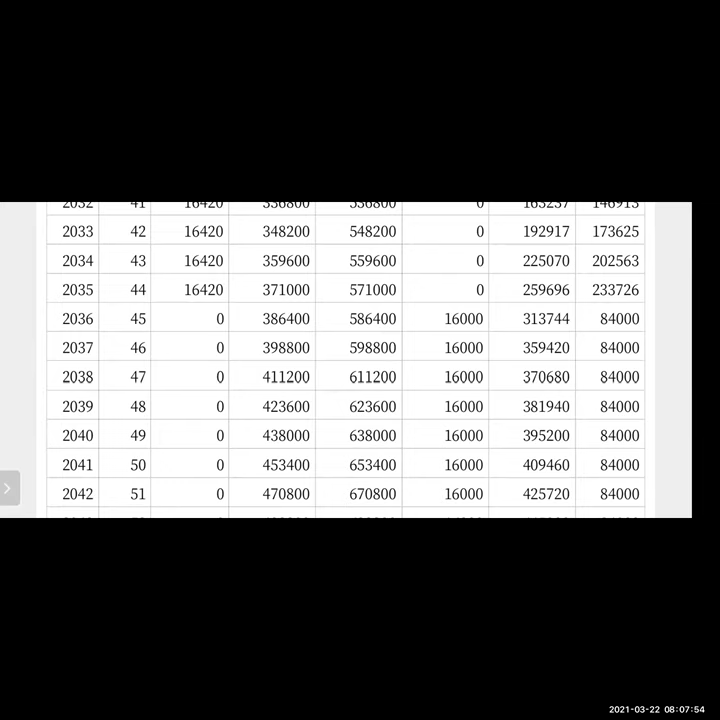 2032 41 16420 336800 536800 0 163237 146913
2033 42 16420 348200 548200 0 192917 173625
2034 43 16420 359600 559600 0 225070 202563
2035 44 16420 371000 571000 0 259696 233726
2036 45 0 386400 586400 16000 313744 84000
2037 46 0 398800 598800 16000 359420 84000
2038 47 0 411200 611200 16000 370680 84000
2039 48 0 423600 623600 16000 381940 84000
2040 49 0 438000 638000 16000 395200 84000
2041 50 0 453400 653400 16000 409460 84000
2042 51 0 470800 670800 16000 425720 84000
2021-03-22 08:07:54